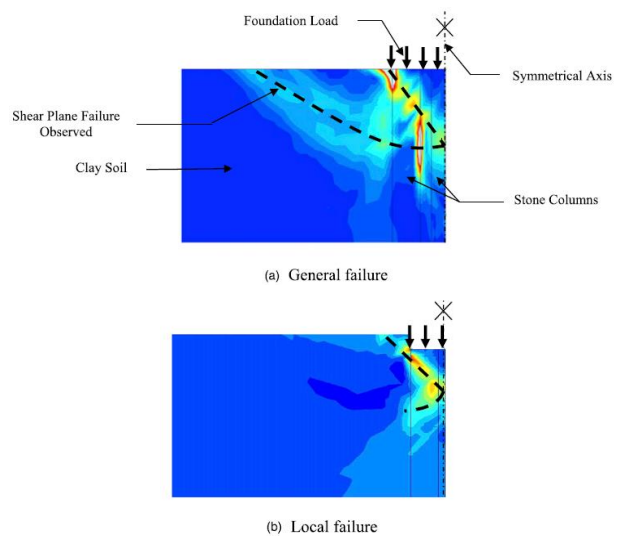 Foundation Load
Symmetrical Axis
Shear Plane Failure
Observed
Clay Soil
Stone Columns
(a) General failure
(b) Local failure